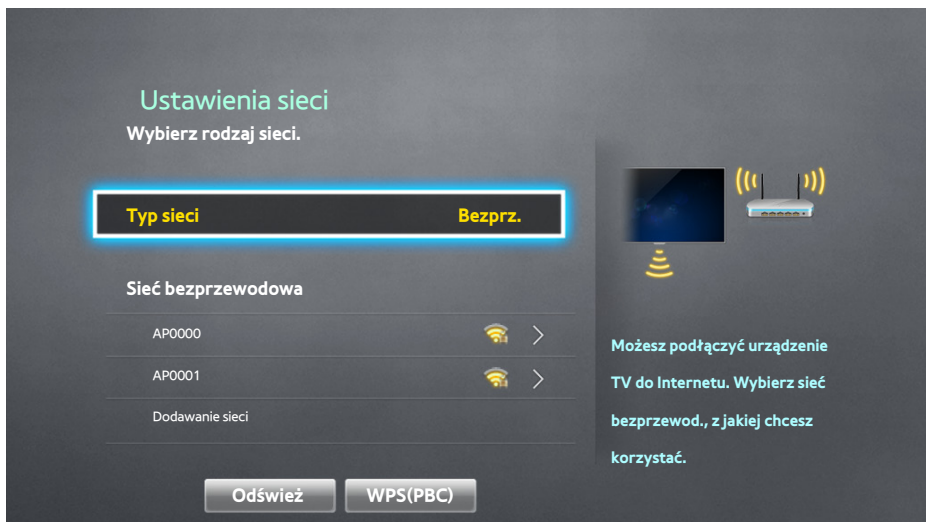 Ustawienia sieci
Wybierz rodzaj sieci.
Typ sieci Bezprz.
Sieć bezprzewodowa
AP0000
AP0001
Dodawanie sieci
Odśwież WPS(PBC)
Możesz podłączyć urządzenie
TV do Internetu. Wybierz sieć
bezprzewod., z jakiej chcesz
korzystać.